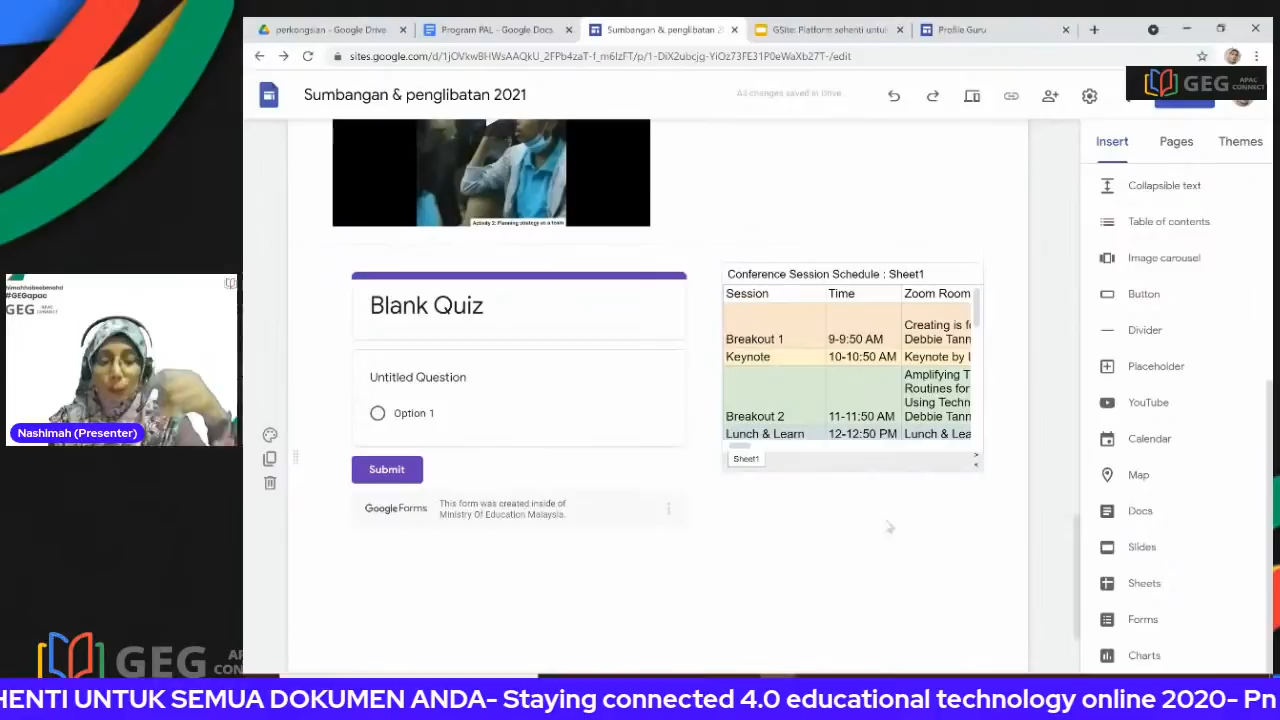 perkongsian - Google Drive
Program PAL - Google Docs.
Sumbangan & penglibatan 2
GSite: Platform sehenti untuk
Profile Guru
sites.google.com/d/1jOVkwBHWsAAQkU_2FPb4zaT-f_m6IzFT/p/1-DiX2ubcjg-YiOz73FE31P0eWaXb27T-/edit
GEG APAC CONNECT
Sumbangan & penglibatan 2021
All changes saved in Drive
Insert
Pages
Themes
Activity 2: Planning strategy as a team
Collapsible text
Table of contents
Image carousel
Button
Divider
Placeholder
YouTube
Calendar
Map
Docs
Slides
Sheets
Forms
Charts
Blank Quiz
Untitled Question
Option 1
Submit
Google Forms
This form was created inside of
Ministry Of Education Malaysia.
Conference Session Schedule : Sheet1
Session Time Zoom Room
Creating is f
Breakout 1 9-9:50 AM Debbie Tann
Keynote 10-10:50 AM Keynote by
Amplifying T
Routines for
Using Techn
Breakout 2 11-11:50 AM Debbie Tann
Lunch & Learn 12-12:50 PM Lunch & Lea
Sheet1
#GEGapac
GEG APAC CONNECT
Nashimah (Presenter)
GEG APAC
HENTI UNTUK SEMUA DOKUMEN ANDA- Staying connected 4.0 educational technology online 2020- Pn